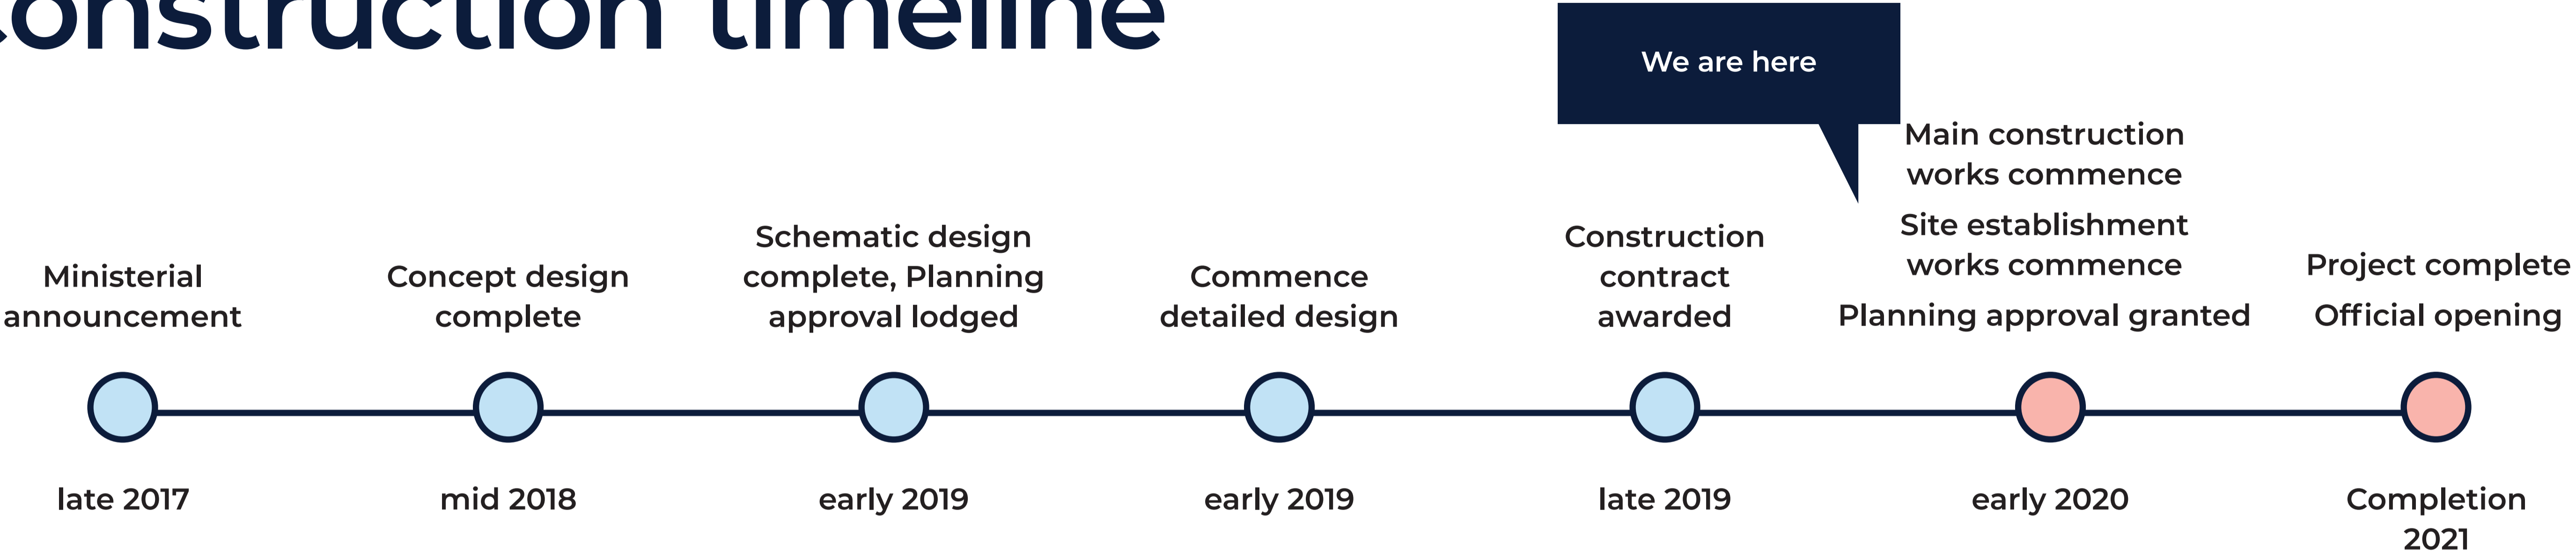 onstruction timeline
We are here
Ministerial
announcement
late 2017
Concept design
complete
mid 2018
Schematic design
complete, Planning
approval lodged
early 2019
Commence
detailed design
early 2019
Construction
contract
awarded
late 2019
Main construction
works commence
Site establishment
works commence
Planning approval granted
early 2020
Project complete
Official opening
Completion
2021